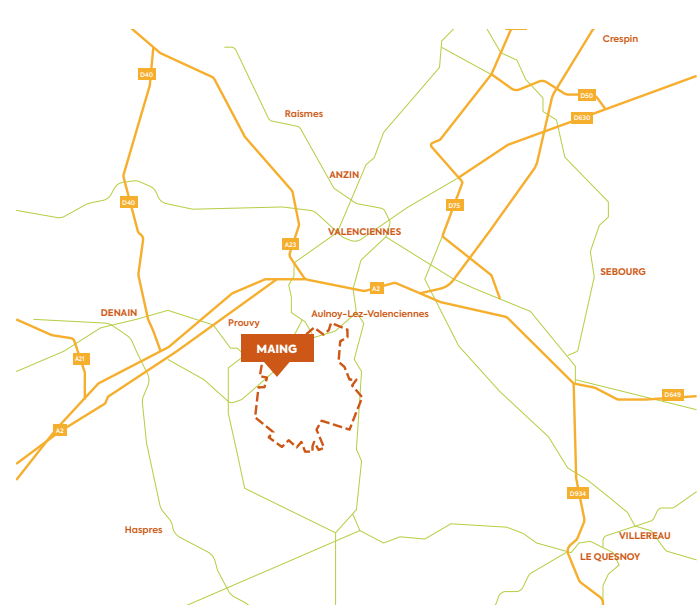 Crespin
D40
D50
Raismes
D630
ANZIN
D40
D75
VALENCIENNES
A23
SEBOURG
A2
DENAIN
Prouvy
Aulnoy-Lez-Valenciennes
MAING
A21
D649
A2
D934
Haspres
VILLEREAU
LE QUESNOY